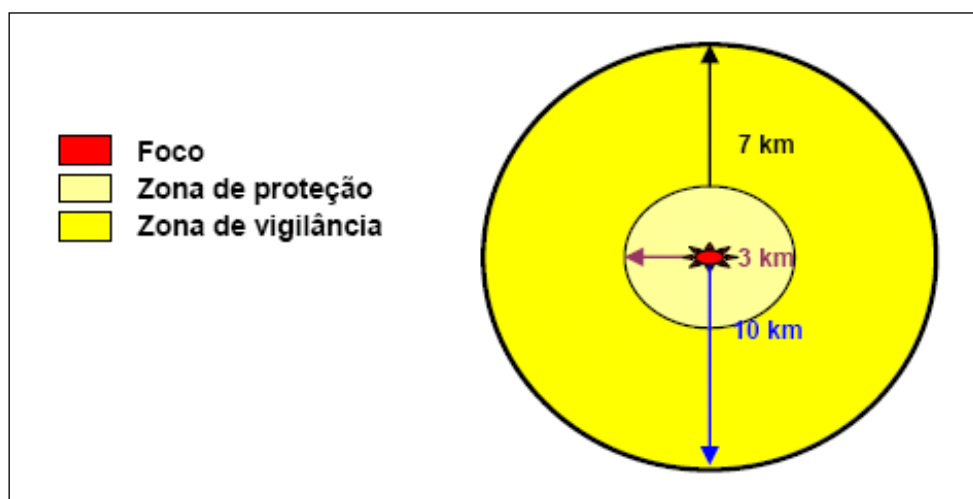 Foco
Zona de proteção
Zona de vigilância
7 km
3 km
10 km